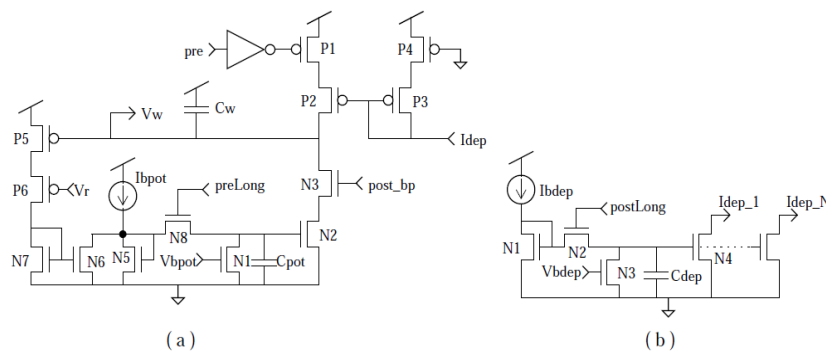 pre
P1
P4
P2
P3
Vw
Cw
P5
Idep
Ibpot
P6
Vr
preLong
N3
post_bp
N8
N2
N7
N6
N5
Vbpot
N1
Cpot
(a)
Ibdep
postLong
Idep_1
Idep_N
N1
N2
N4
Vbdep
N3
Cdep
(b)